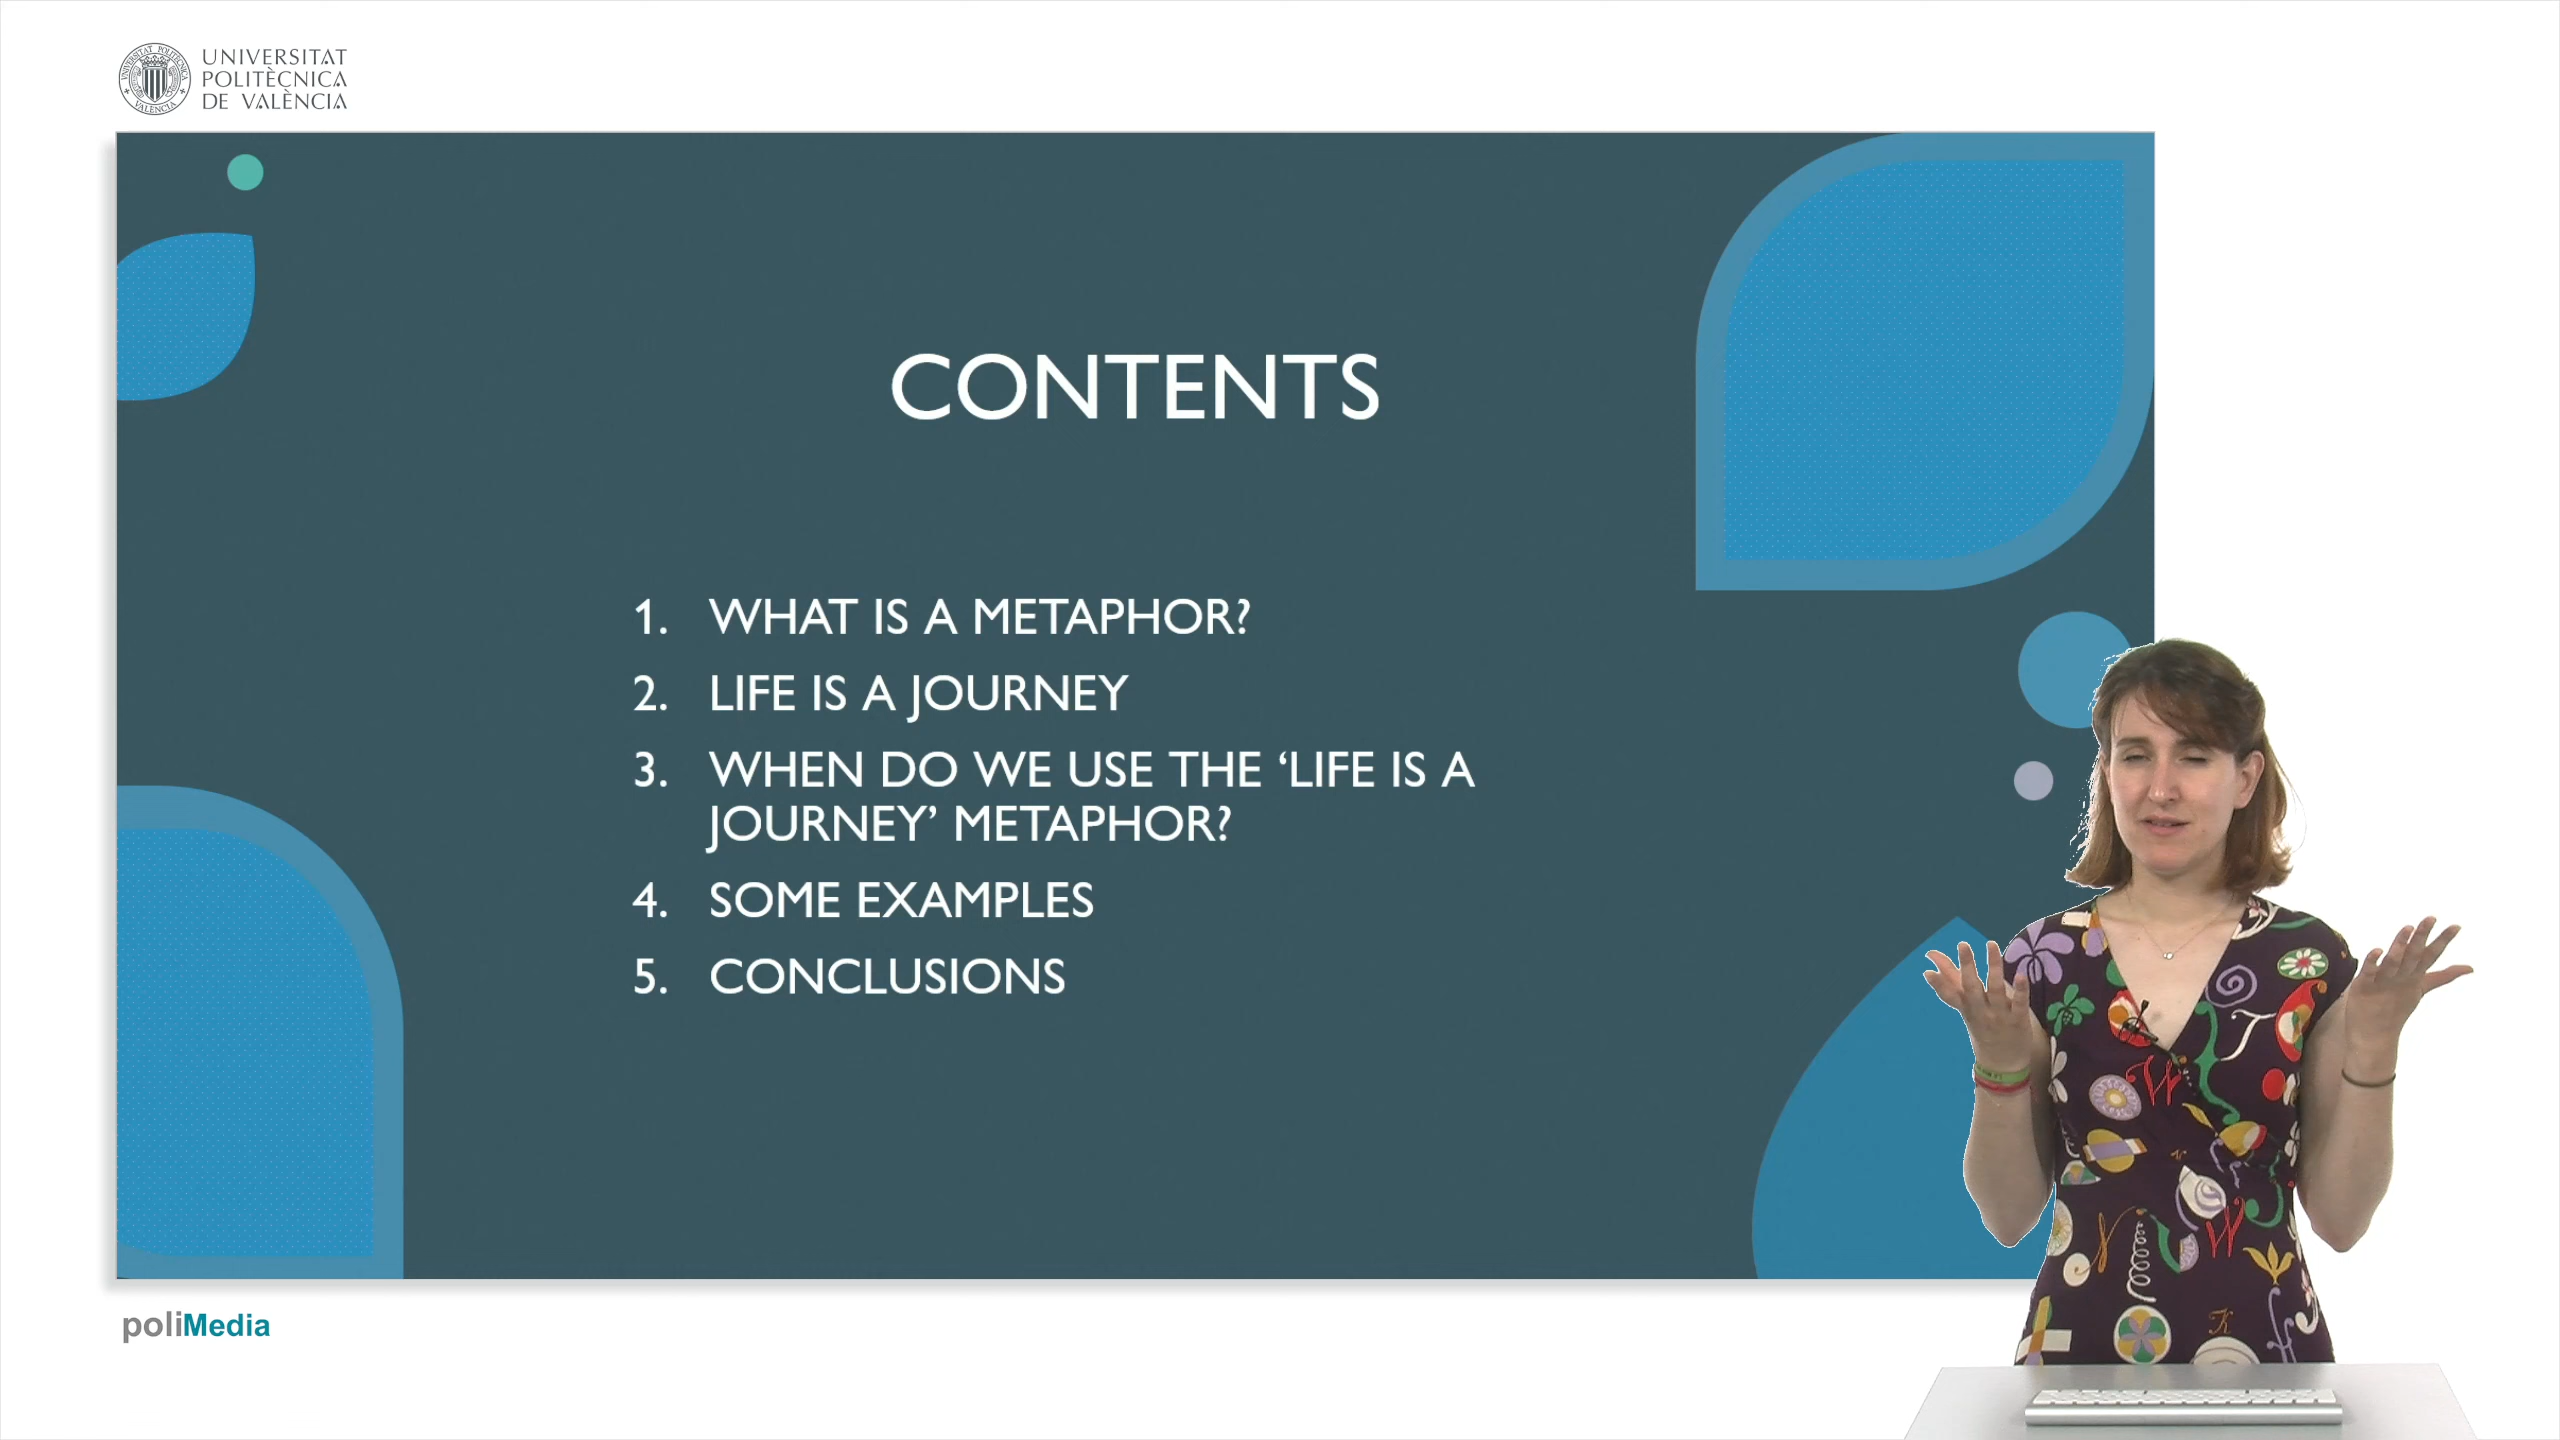 UNIVERSITAT
POLITÈCNICA
DE VALÈNCIA
CONTENTS
1. WHAT IS A METAPHOR?
2. LIFE IS A JOURNEY
3. WHEN DO WE USE THE ‘LIFE IS A
JOURNEY’ METAPHOR?
4. SOME EXAMPLES
5. CONCLUSIONS
poliMedia